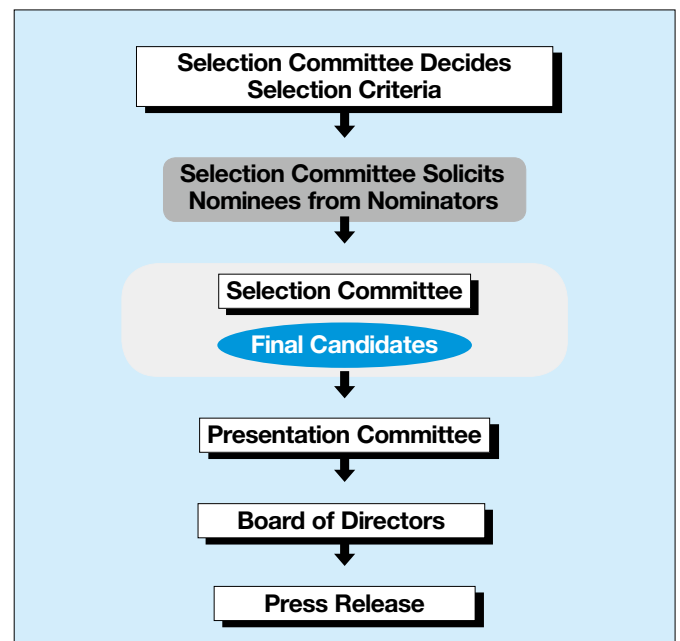 Selection Committee Decides
Selection Criteria
Selection Committee Solicits
Nominees from Nominators
Selection Committee
Final Candidates
Presentation Committee
Board of Directors
Press Release